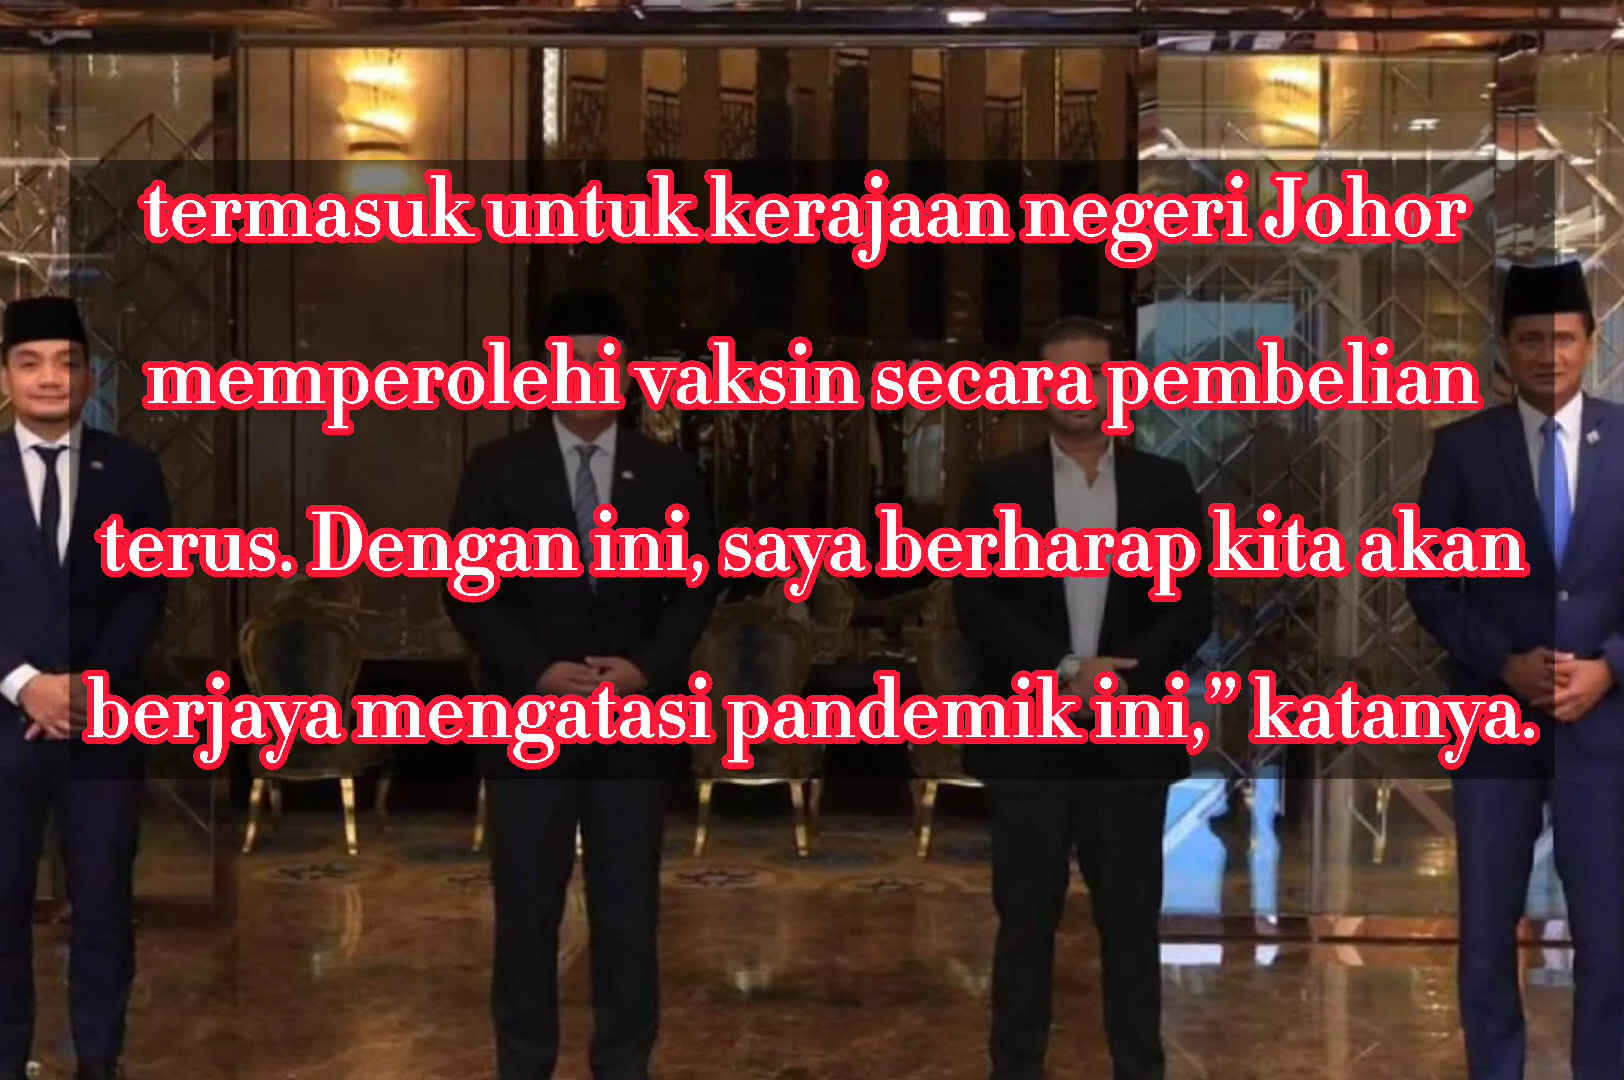 termasuk untuk kerajaan negeri Johor
memperolehi vaksin secara pembelian
terus. Dengan ini, saya berharap kita akan
berjaya mengatasi pandemik ini,” katanya.